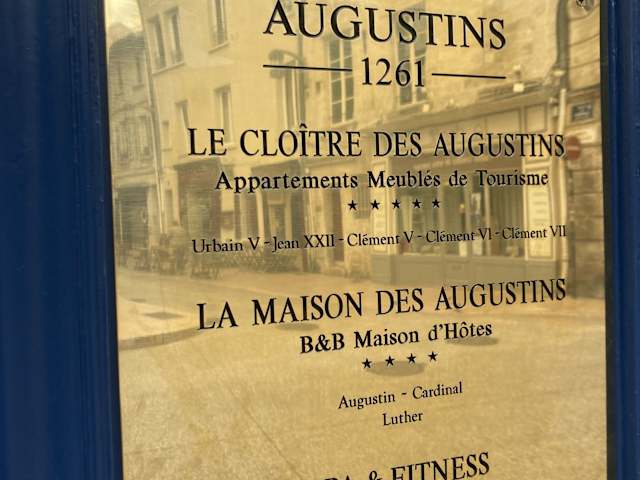 AUGUSTINS
1261
LE CLOÎTRE DES AUGUSTINS
Appartements Meublés de Tourisme
★ ★ ★ ★ ★
Urbain V - Jean XXII - Clément V - Clément VI - Clément VII
LA MAISON DES AUGUSTINS
B&B Maison d'Hôtes
★ ★ ★ ★
Augustin - Cardinal
Luther
& FITNESS